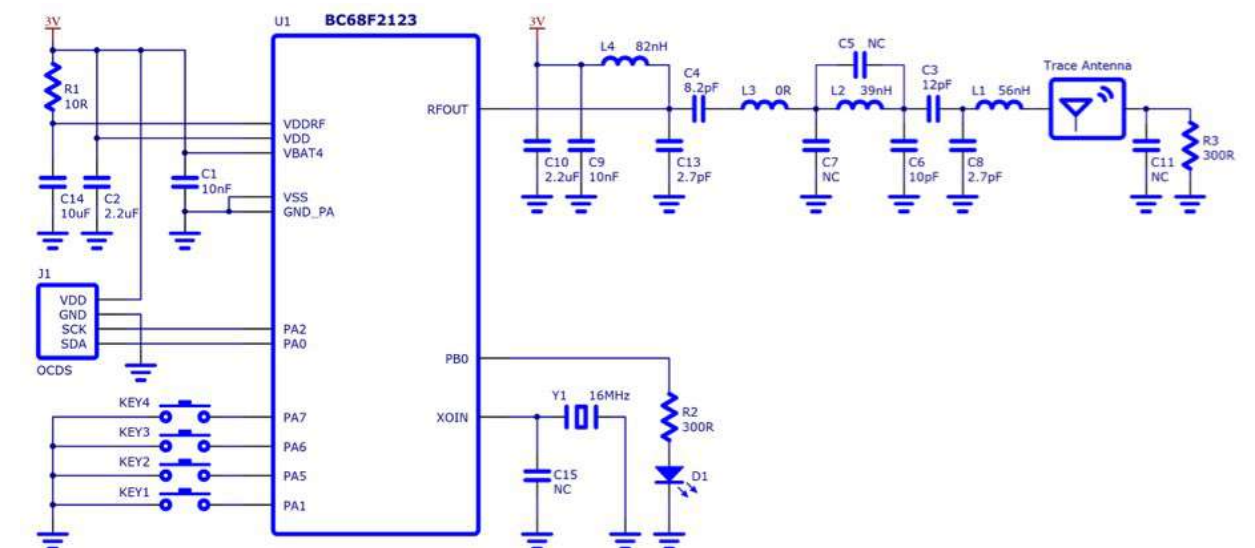 3V
U1 BC68F2123
3V
R1
10R
C14
10uF
C2
2.2uF
C1
10nF
VDDRF
VDD
VBAT4
VSS
GND_PA
RFOUT
L4 82nH
C10
2.2uF
C9
10nF
C13
2.7pF
C4
8.2pF
L3 0R
C5 NC
L2 39nH
C7
NC
C6
10pF
C3
12pF
C8
2.7pF
L1 56nH
Trace Antenna
C11
NC
R3
300R
J1
VDD
GND
SCK
SDA
OCDS
PA2
PA0
KEY4
KEY3
KEY2
KEY1
PA7
PA6
PA5
PA1
PB0
XOIN
Y1 16MHz
C15
NC
R2
300R
D1